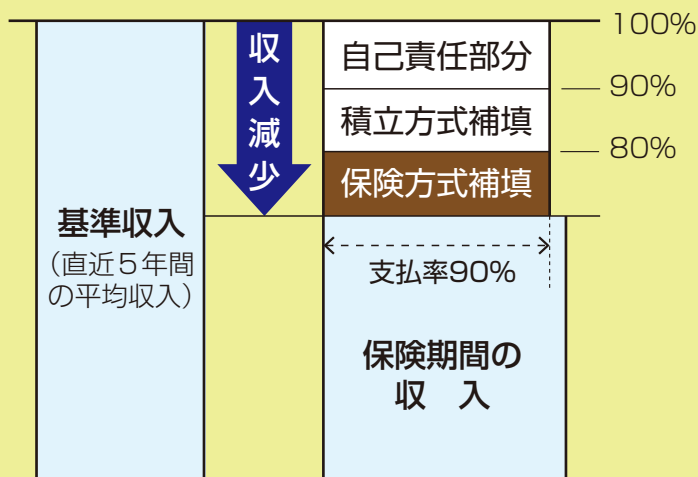 100%
収入減少
自己責任部分
90%
積立方式補填
80%
保険方式補填
基準収入
（直近5年間
の平均収入）
支払率90%
保険期間の
収　入